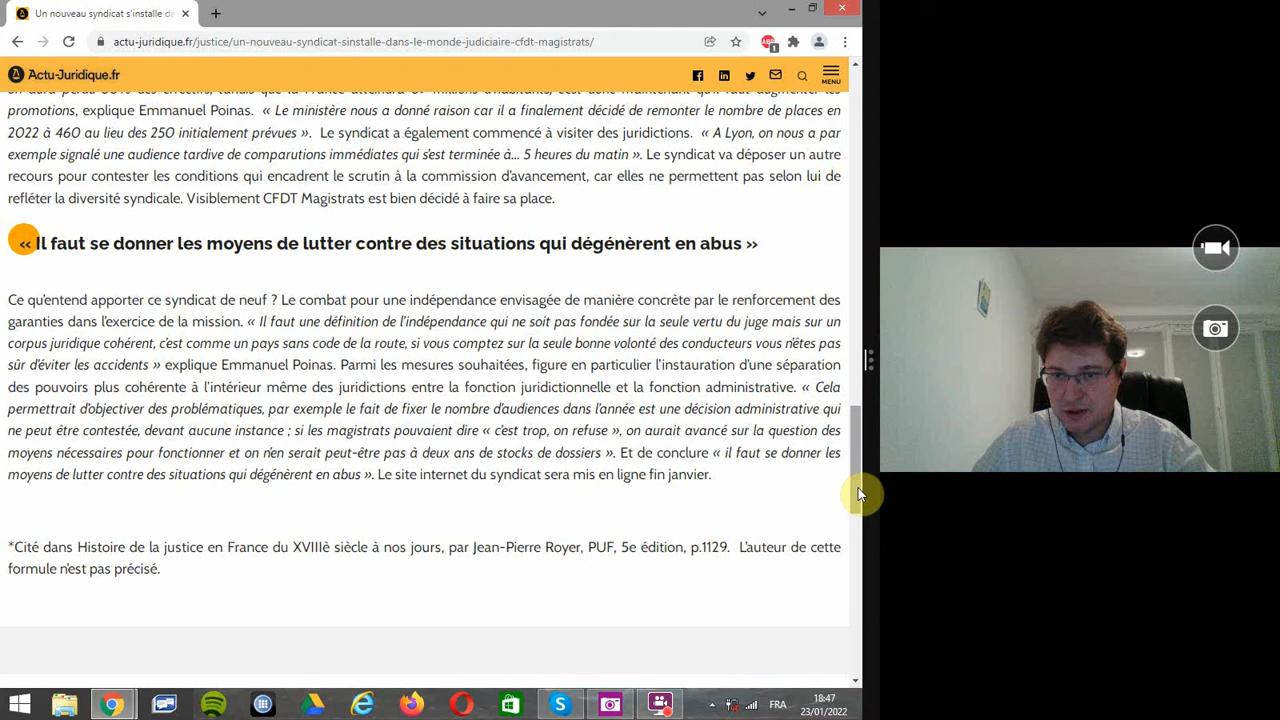 Un nouveau syndicat s'installe da
actu-juridique.fr/justice/un-nouveau-syndicat-sinstalle-dans-le-monde-judiciaire-cfdt-magistrats/
ABP
1
Actu-Juridique.fr
MENU
promotions, explique Emmanuel Poinas. « Le ministère nous a donné raison car il a finalement décidé de remonter le nombre de places en
2022 à 460 au lieu des 250 initialement prévues ». Le syndicat a également commencé à visiter des juridictions. « A Lyon, on nous a par
exemple signalé une audience tardive de comparutions immédiates qui s'est terminée à... 5 heures du matin ». Le syndicat va déposer un autre
recours pour contester les conditions qui encadrent le scrutin à la commission d'avancement, car elles ne permettent pas selon lui de
refléter la diversité syndicale. Visiblement CFDT Magistrats est bien décidé à faire sa place.
« Il faut se donner les moyens de lutter contre des situations qui dégénèrent en abus »
Ce qu'entend apporter ce syndicat de neuf ? Le combat pour une indépendance envisagée de manière concrète par le renforcement des
garanties dans l'exercice de la mission. « Il faut une définition de l'indépendance qui ne soit pas fondée sur la seule vertu du juge mais sur un
corpus juridique cohérent, c'est comme un pays sans code de la route, si vous comptez sur la seule bonne volonté des conducteurs vous n'êtes pas
sûr d'éviter les accidents » explique Emmanuel Poinas. Parmi les mesures souhaitées, figure en particulier l'instauration d'une séparation
des pouvoirs plus cohérente à l'intérieur même des juridictions entre la fonction juridictionnelle et la fonction administrative. « Cela
permettrait d'objectiver des problématiques, par exemple le fait de fixer le nombre d'audiences dans l'année est une décision administrative qui
ne peut être contestée, devant aucune instance ; si les magistrats pouvaient dire « c'est trop, on refuse », on aurait avancé sur la question des
moyens nécessaires pour fonctionner et on n'en serait peut-être pas à deux ans de stocks de dossiers ». Et de conclure « il faut se donner les
moyens de lutter contre des situations qui dégénèrent en abus ». Le site internet du syndicat sera mis en ligne fin janvier.
*Cité dans Histoire de la justice en France du XVIIIè siècle à nos jours, par Jean-Pierre Royer, PUF, 5e édition, p.1129. L'auteur de cette
formule n'est pas précisé.
FR
18:47
23/01/2022